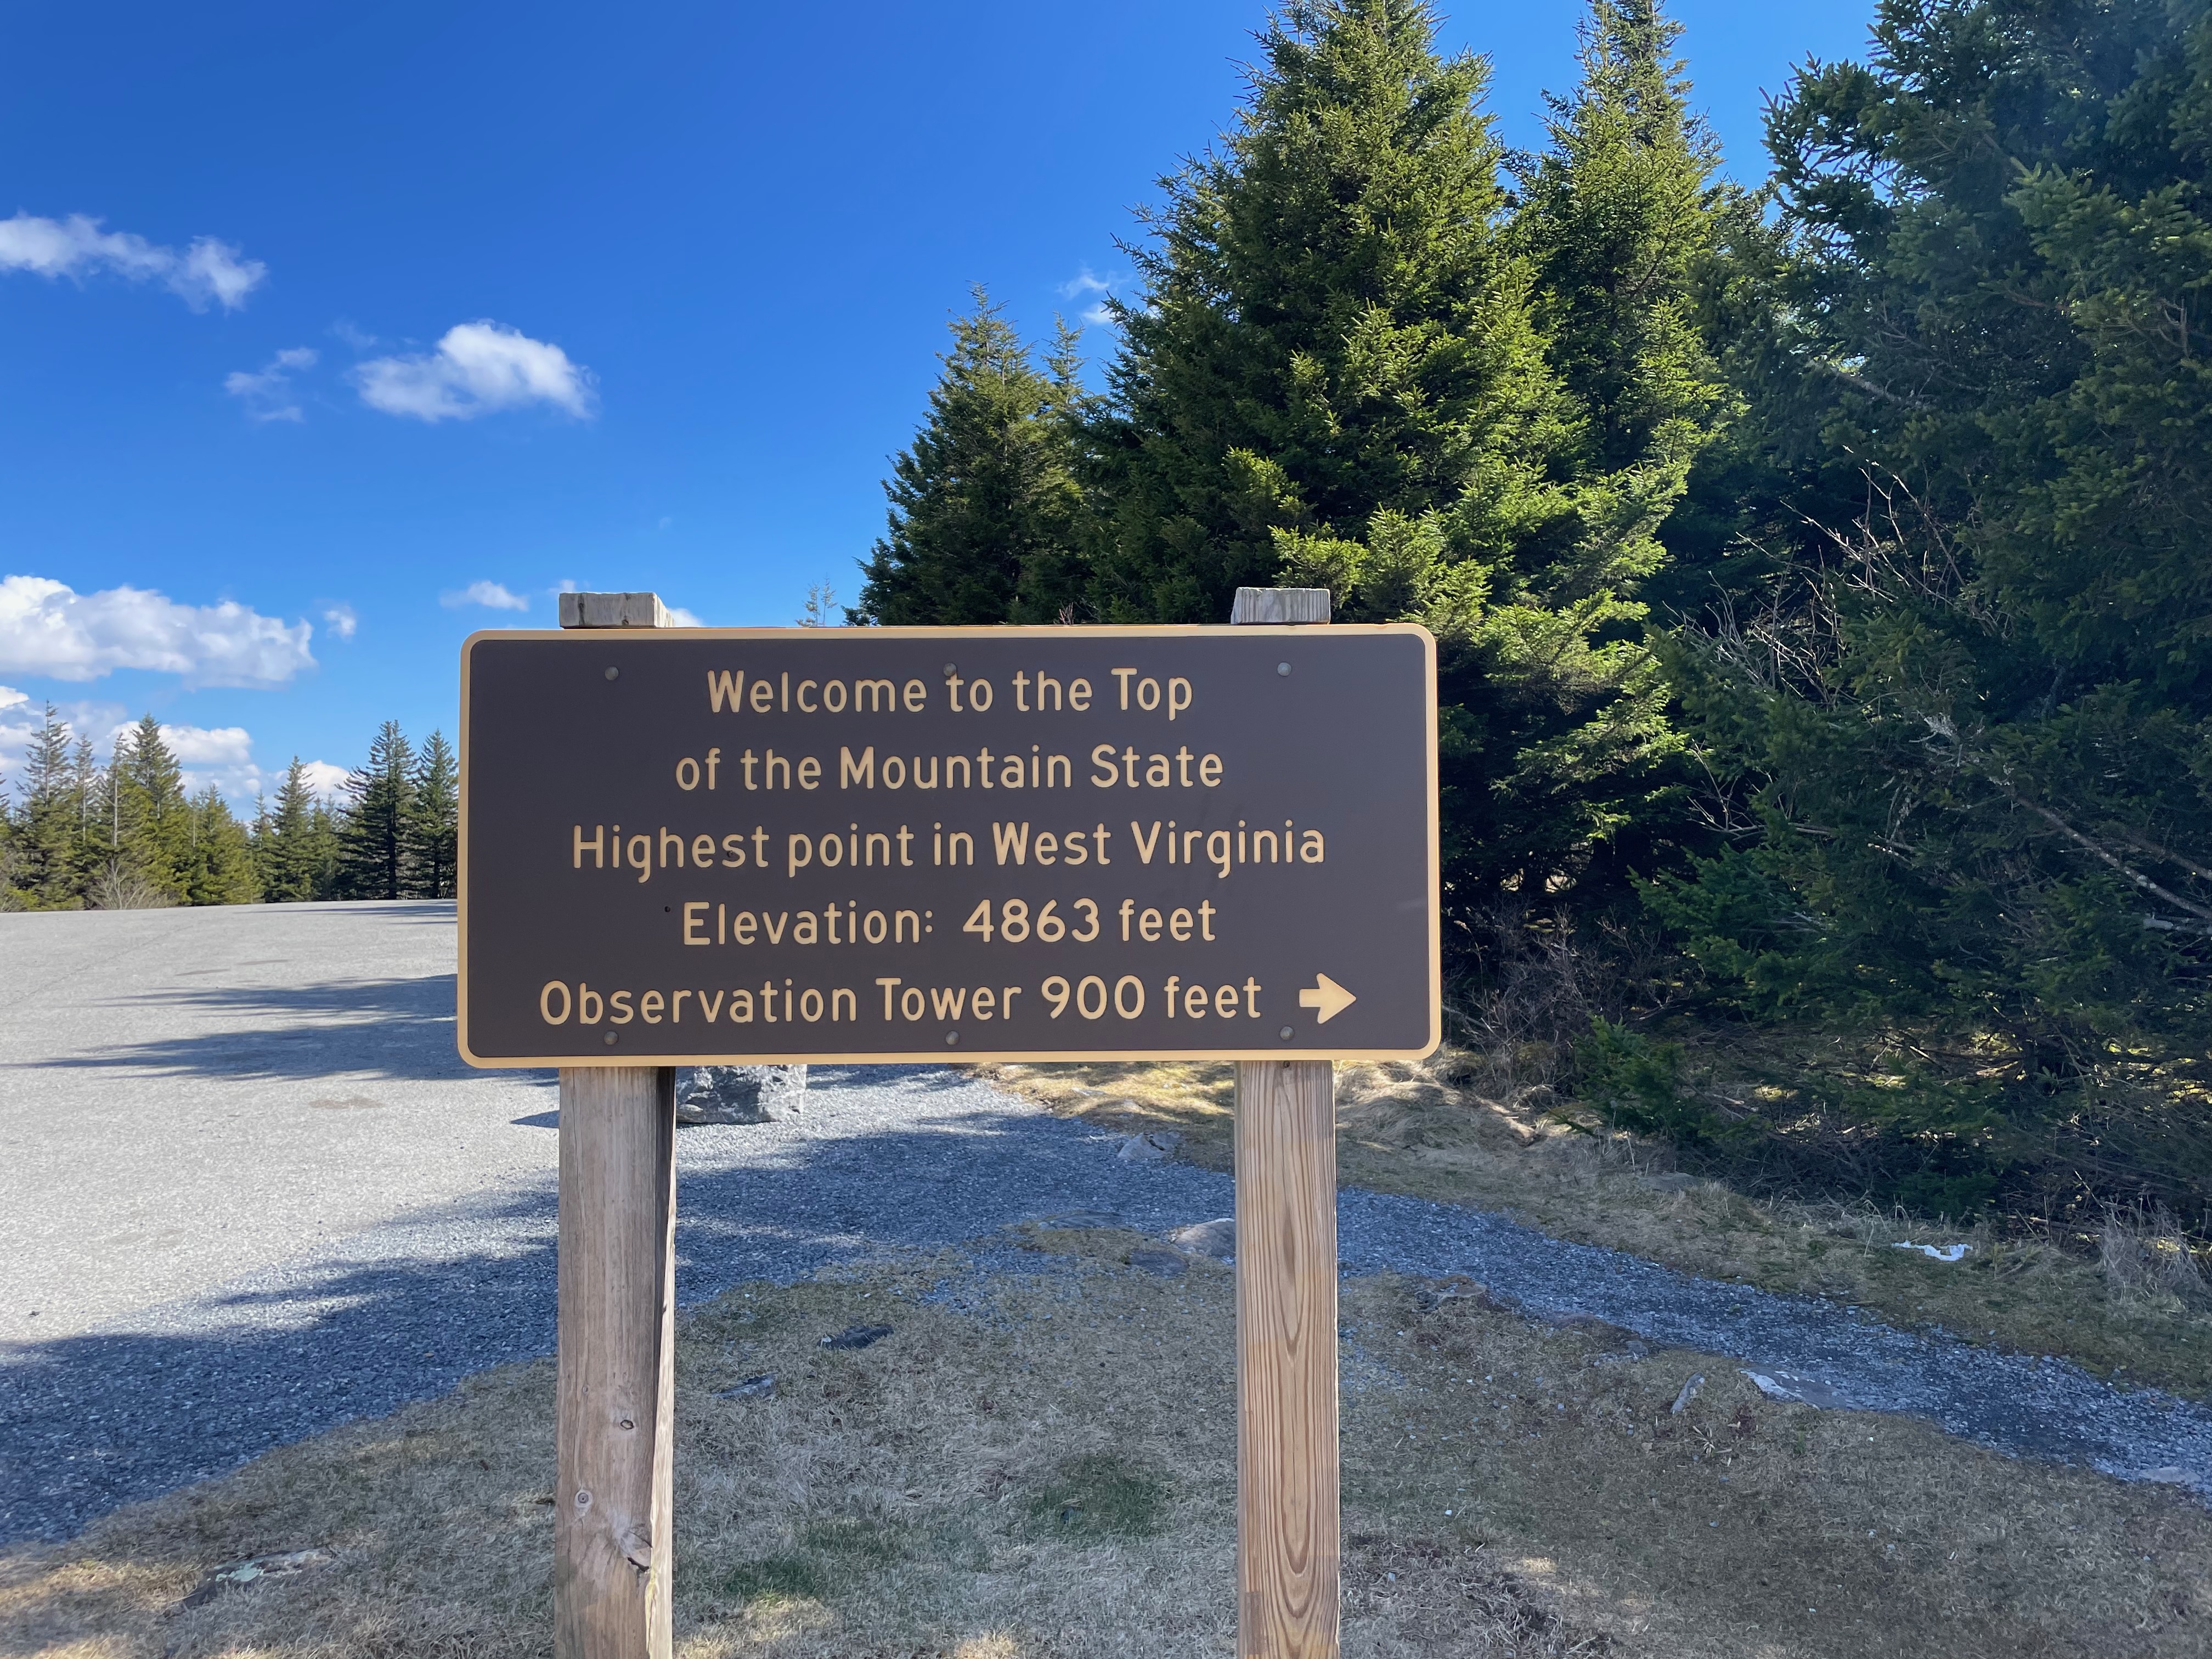 Welcome to the Top
of the Mountain State
Highest point in West Virginia
Elevation: 4863 feet
Observation Tower 900 feet →